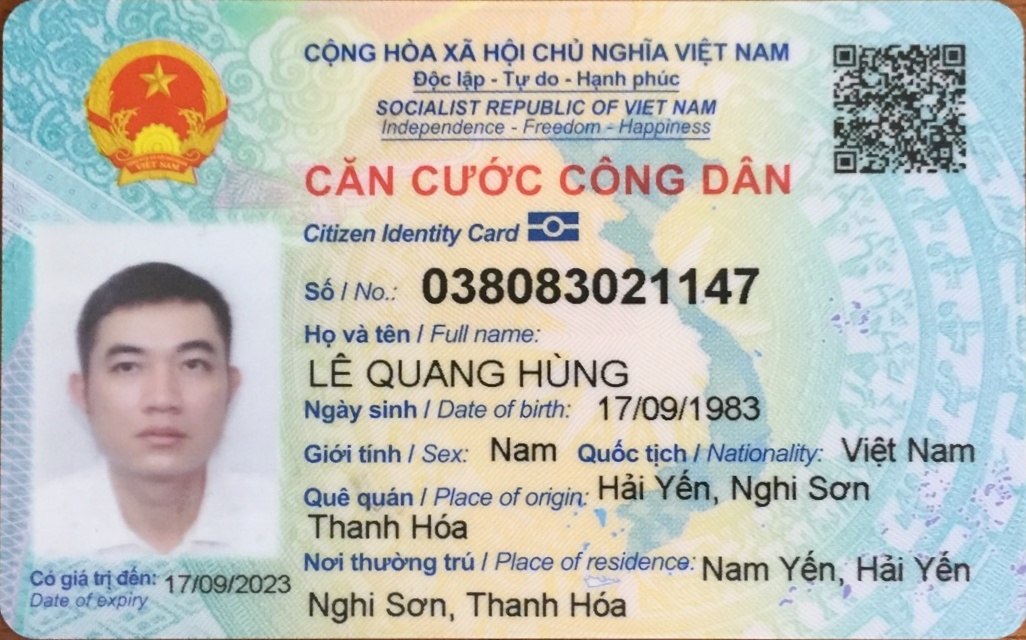 CỘNG HÒA XÃ HỘI CHỦ NGHĨA VIỆT NAM
Độc lập - Tự do - Hạnh phúc
SOCIALIST REPUBLIC OF VIET NAM
Independence - Freedom - Happiness
VIỆT NAM
CĂN CƯỚC CÔNG DÂN
Citizen Identity Card
Số / No.: 038083021147
Họ và tên / Full name:
LÊ QUANG HÙNG
Ngày sinh / Date of birth: 17/09/1983
Giới tính / Sex: Nam Quốc tịch / Nationality: Việt Nam
Quê quán / Place of origin: Hải Yến, Nghi Sơn
Thanh Hóa
Nơi thường trú / Place of residence: Nam Yến, Hải Yến
Nghi Sơn, Thanh Hóa
Có giá trị đến: 17/09/2023
Date of expiry